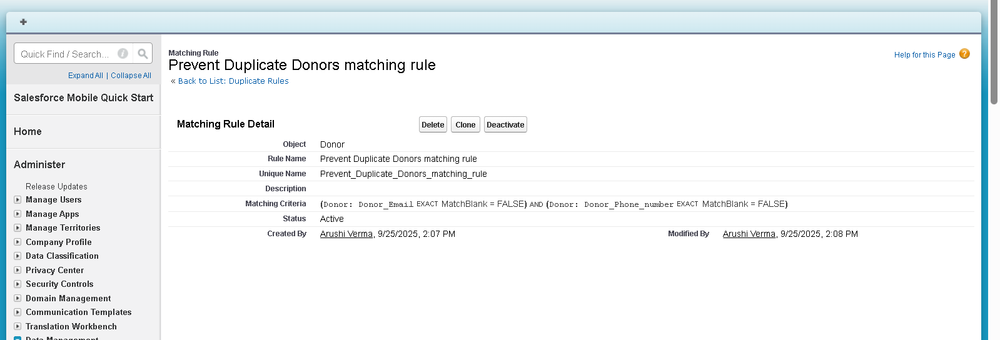 Quick Find / Search...
Expand All | Collapse All
Salesforce Mobile Quick Start
Home
Administer
Release Updates
Manage Users
Manage Apps
Manage Territories
Company Profile
Data Classification
Privacy Center
Security Controls
Domain Management
Communication Templates
Translation Workbench
Data Management
Matching Rule
Prevent Duplicate Donors matching rule
« Back to List: Duplicate Rules
Help for this Page ?
Matching Rule Detail
Delete Clone Deactivate
Object Donor
Rule Name Prevent Duplicate Donors matching rule
Unique Name Prevent_Duplicate_Donors_matching_rule
Description
Matching Criteria (Donor: Donor_Email EXACT MatchBlank = FALSE) AND (Donor: Donor_Phone_number EXACT MatchBlank = FALSE)
Status Active
Created By Arushi Verma, 9/25/2025, 2:07 PM Modified By Arushi Verma, 9/25/2025, 2:08 PM